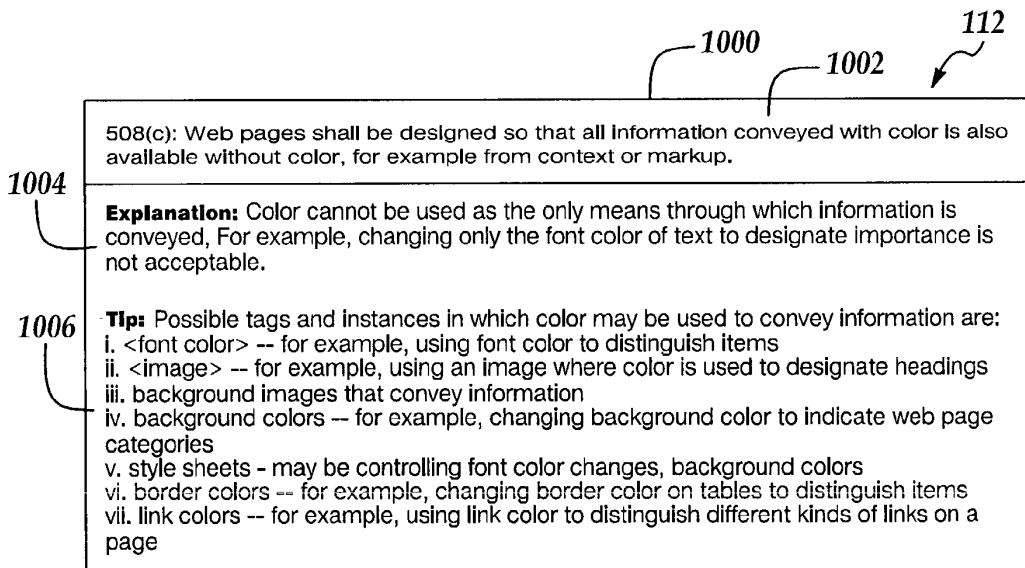 112
1000
1002
508(c): Web pages shall be designed so that all information conveyed with color is also
available without color, for example from context or markup.
1004
Explanation: Color cannot be used as the only means through which information is
conveyed, For example, changing only the font color of text to designate importance is
not acceptable.
1006
Tip: Possible tags and instances in which color may be used to convey information are:
i. <font color> -- for example, using font color to distinguish items
ii. <image> -- for example, using an image where color is used to designate headings
iii. background images that convey information
iv. background colors -- for example, changing background color to indicate web page
categories
v. style sheets - may be controlling font color changes, background colors
vi. border colors -- for example, changing border color on tables to distinguish items
vii. link colors -- for example, using link color to distinguish different kinds of links on a
page